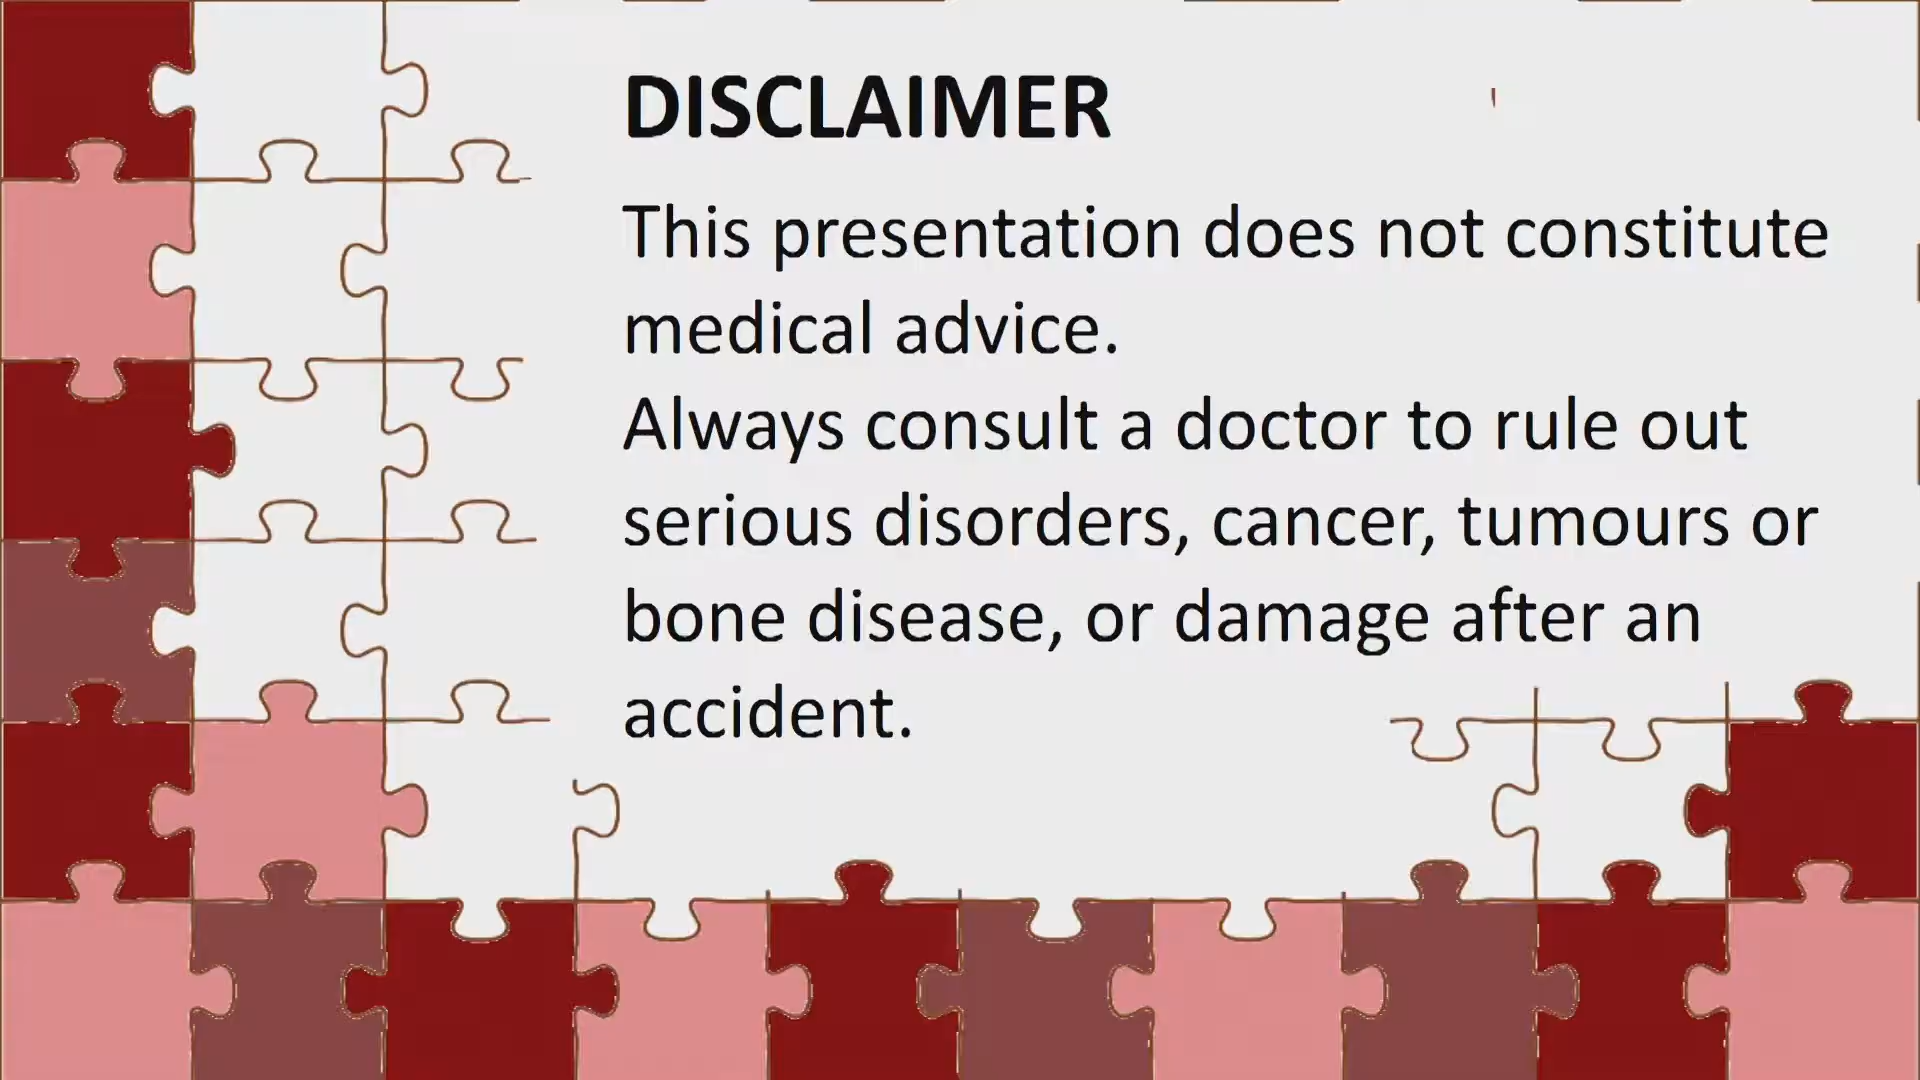 DISCLAIMER
This presentation does not constitute
medical advice.
Always consult a doctor to rule out
serious disorders, cancer, tumours or
bone disease, or damage after an
accident.